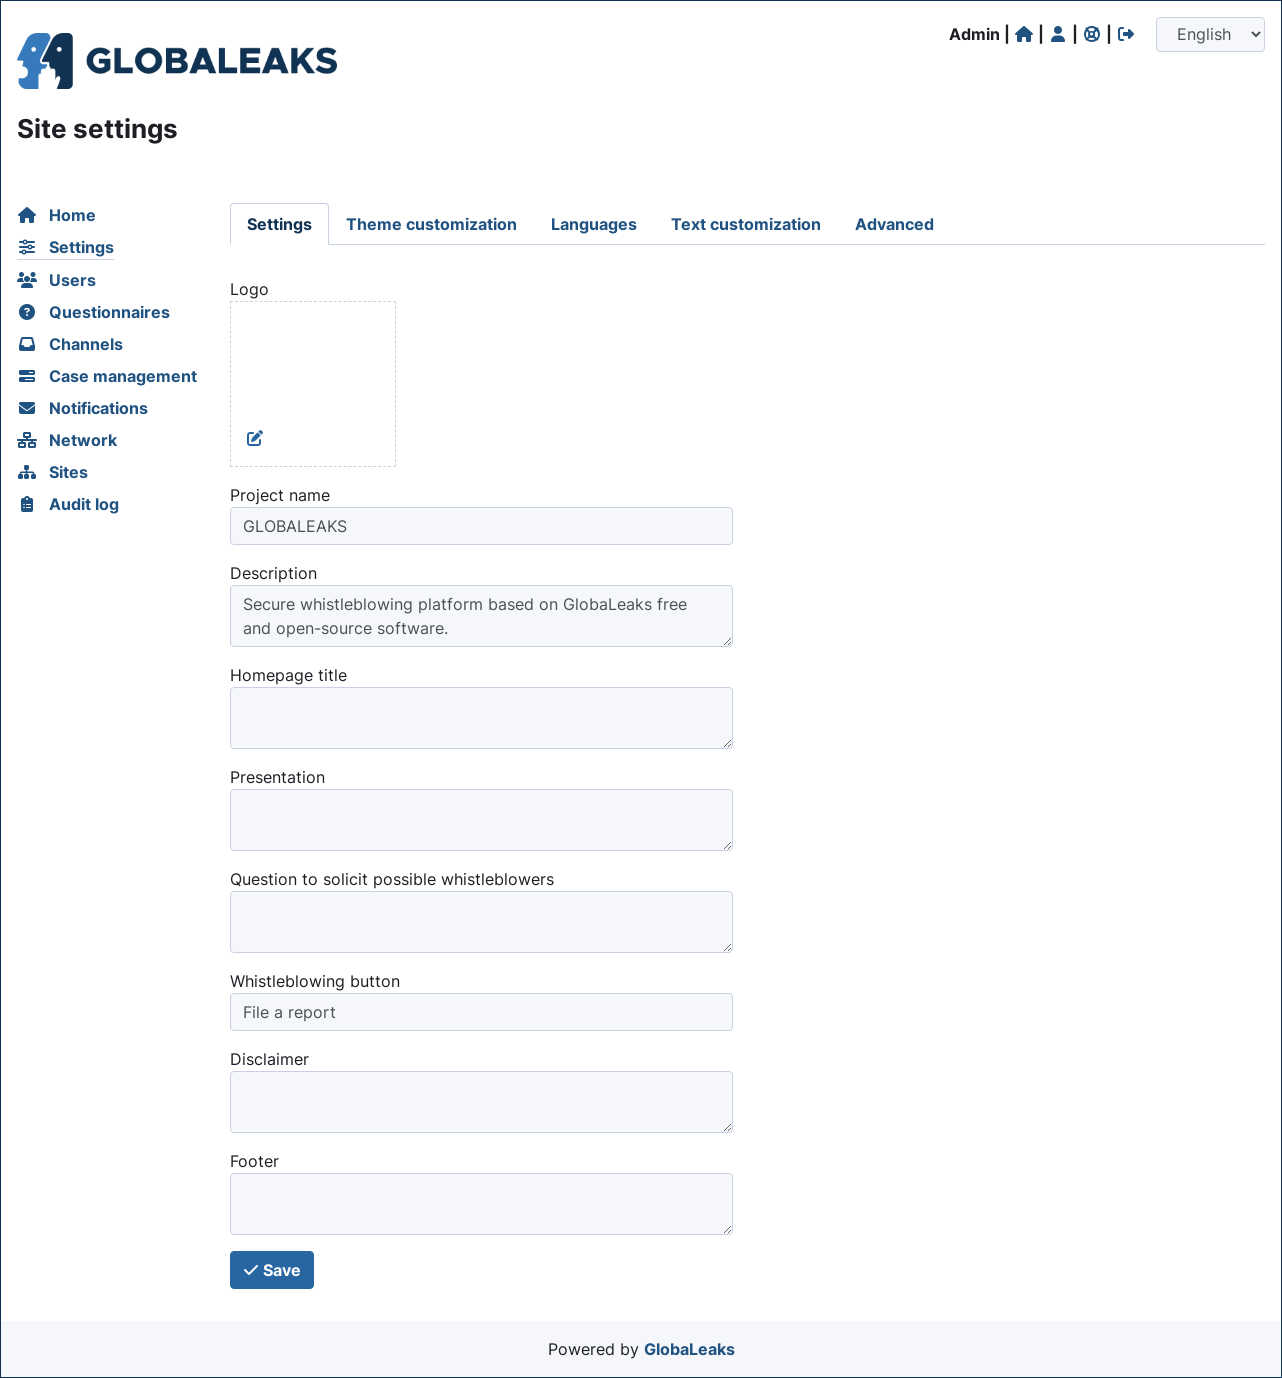 Admin | | | |
English
GLOBALEAKS
Site settings
Home
Settings
Users
Questionnaires
Channels
Case management
Notifications
Network
Sites
Audit log
Settings Theme customization Languages Text customization Advanced
Logo
Project name
GLOBALEAKS
Description
Secure whistleblowing platform based on GlobaLeaks free
and open-source software.
Homepage title
Presentation
Question to solicit possible whistleblowers
Whistleblowing button
File a report
Disclaimer
Footer
Save
Powered by GlobaLeaks